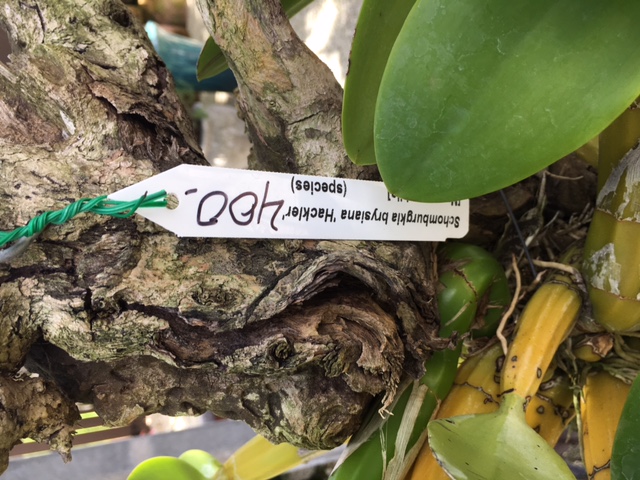 Schomburgkia brysiana 'Hackler'
(species)
400.-